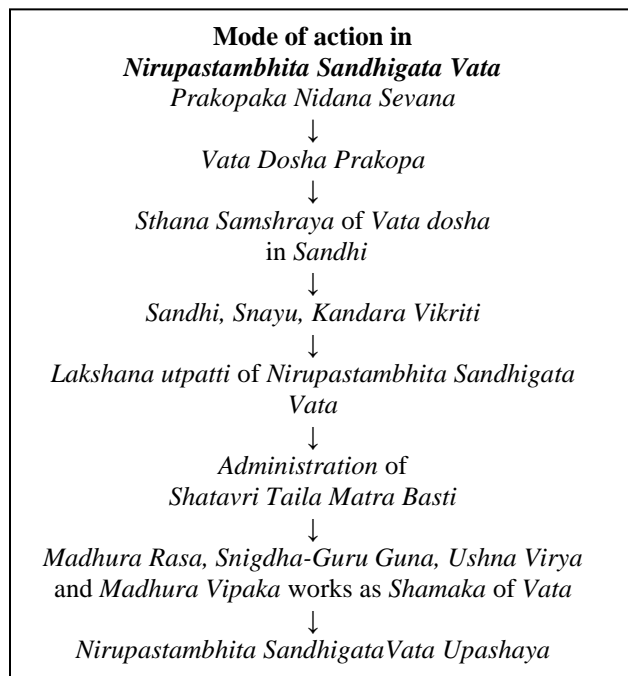 Mode of action in
Nirupastambhita Sandhigata Vata
Prakopaka Nidana Sevana
↓
Vata Dosha Prakopa
↓
Sthana Samshraya of Vata dosha
in Sandhi
↓
Sandhi, Snayu, Kandara Vikriti
↓
Lakshana utpatti of Nirupastambhita Sandhigata
Vata
↓
Administration of
Shatavri Taila Matra Basti
↓
Madhura Rasa, Snigdha-Guru Guna, Ushna Virya
and Madhura Vipaka works as Shamaka of Vata
↓
Nirupastambhita SandhigataVata Upashaya